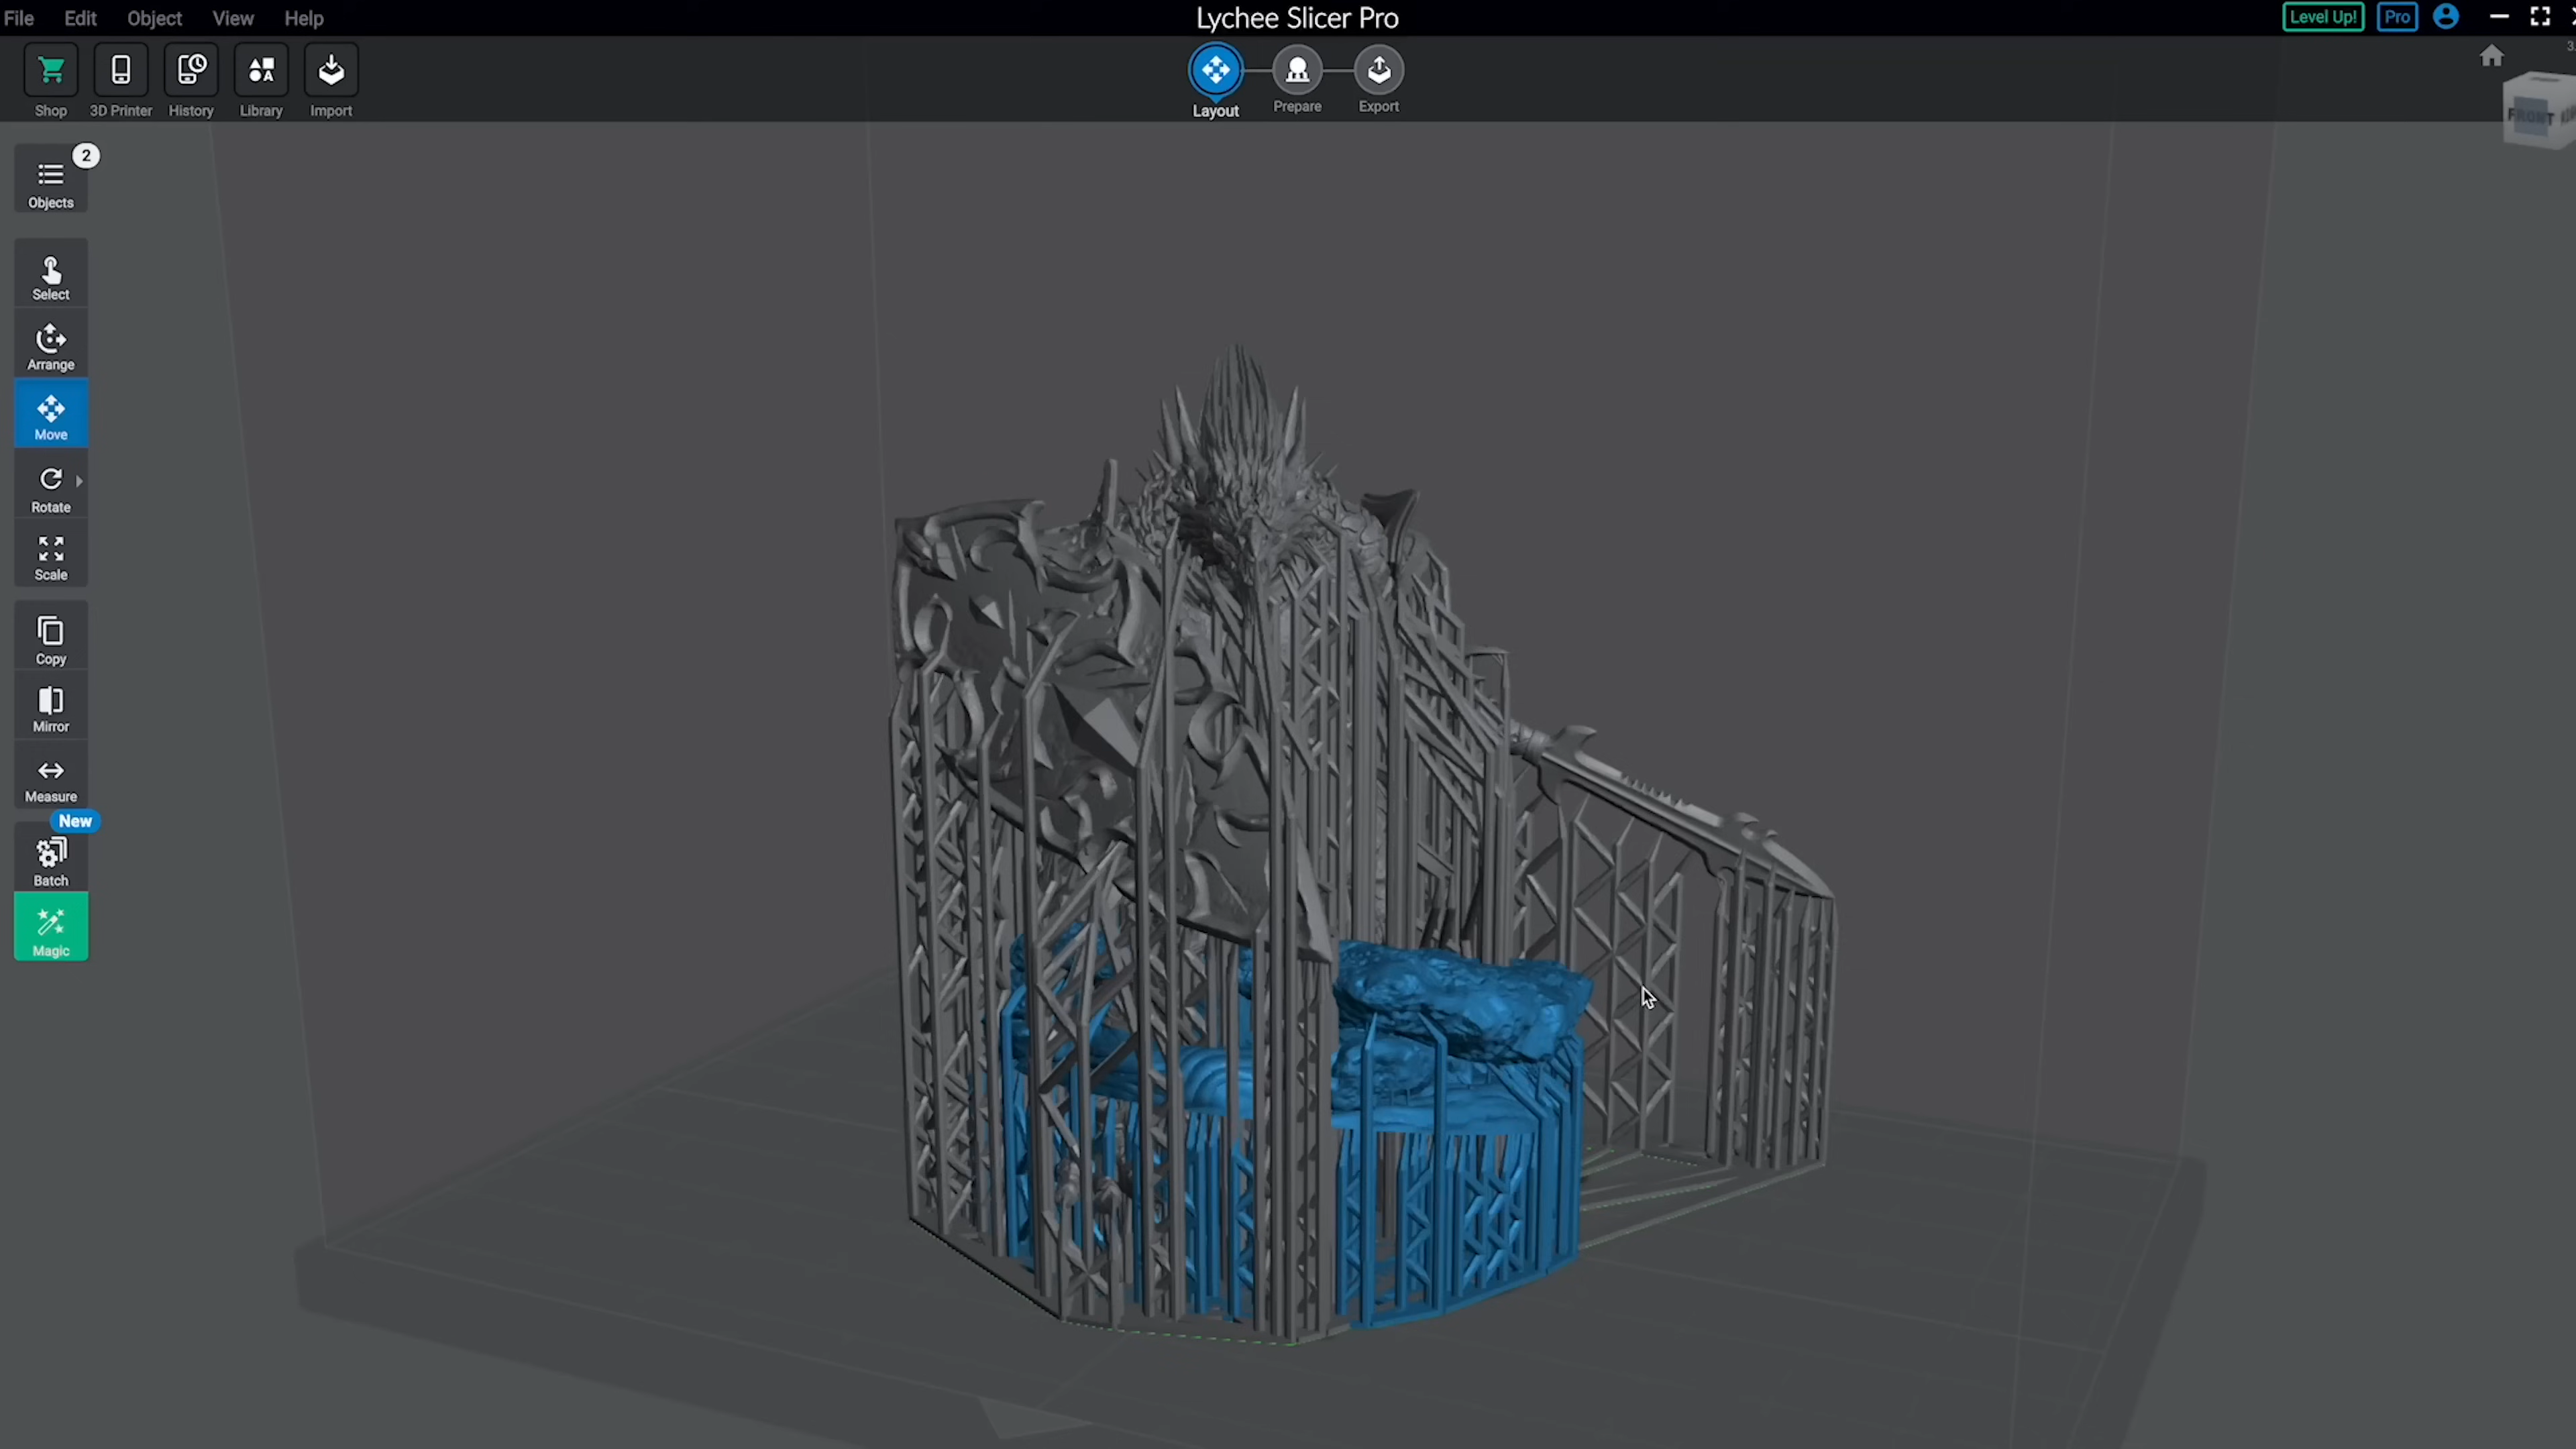 File Edit Object View Help
Lychee Slicer Pro
Level Up! Pro
Shop 3D Printer History Library Import
Layout Prepare Export
FRONT
2
Objects
Select
Arrange
Move
Rotate
Scale
Copy
Mirror
Measure
New
Batch
Magic